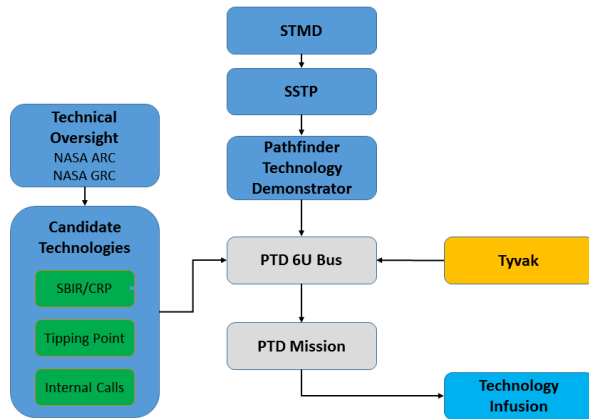 STMD
SSTP
Technical
Oversight
NASA ARC
NASA GRC
Pathfinder
Technology
Demonstrator
Candidate
Technologies
SBIR/CRP
Tipping Point
Internal Calls
PTD 6U Bus
Tyvak
PTD Mission
Technology
Infusion